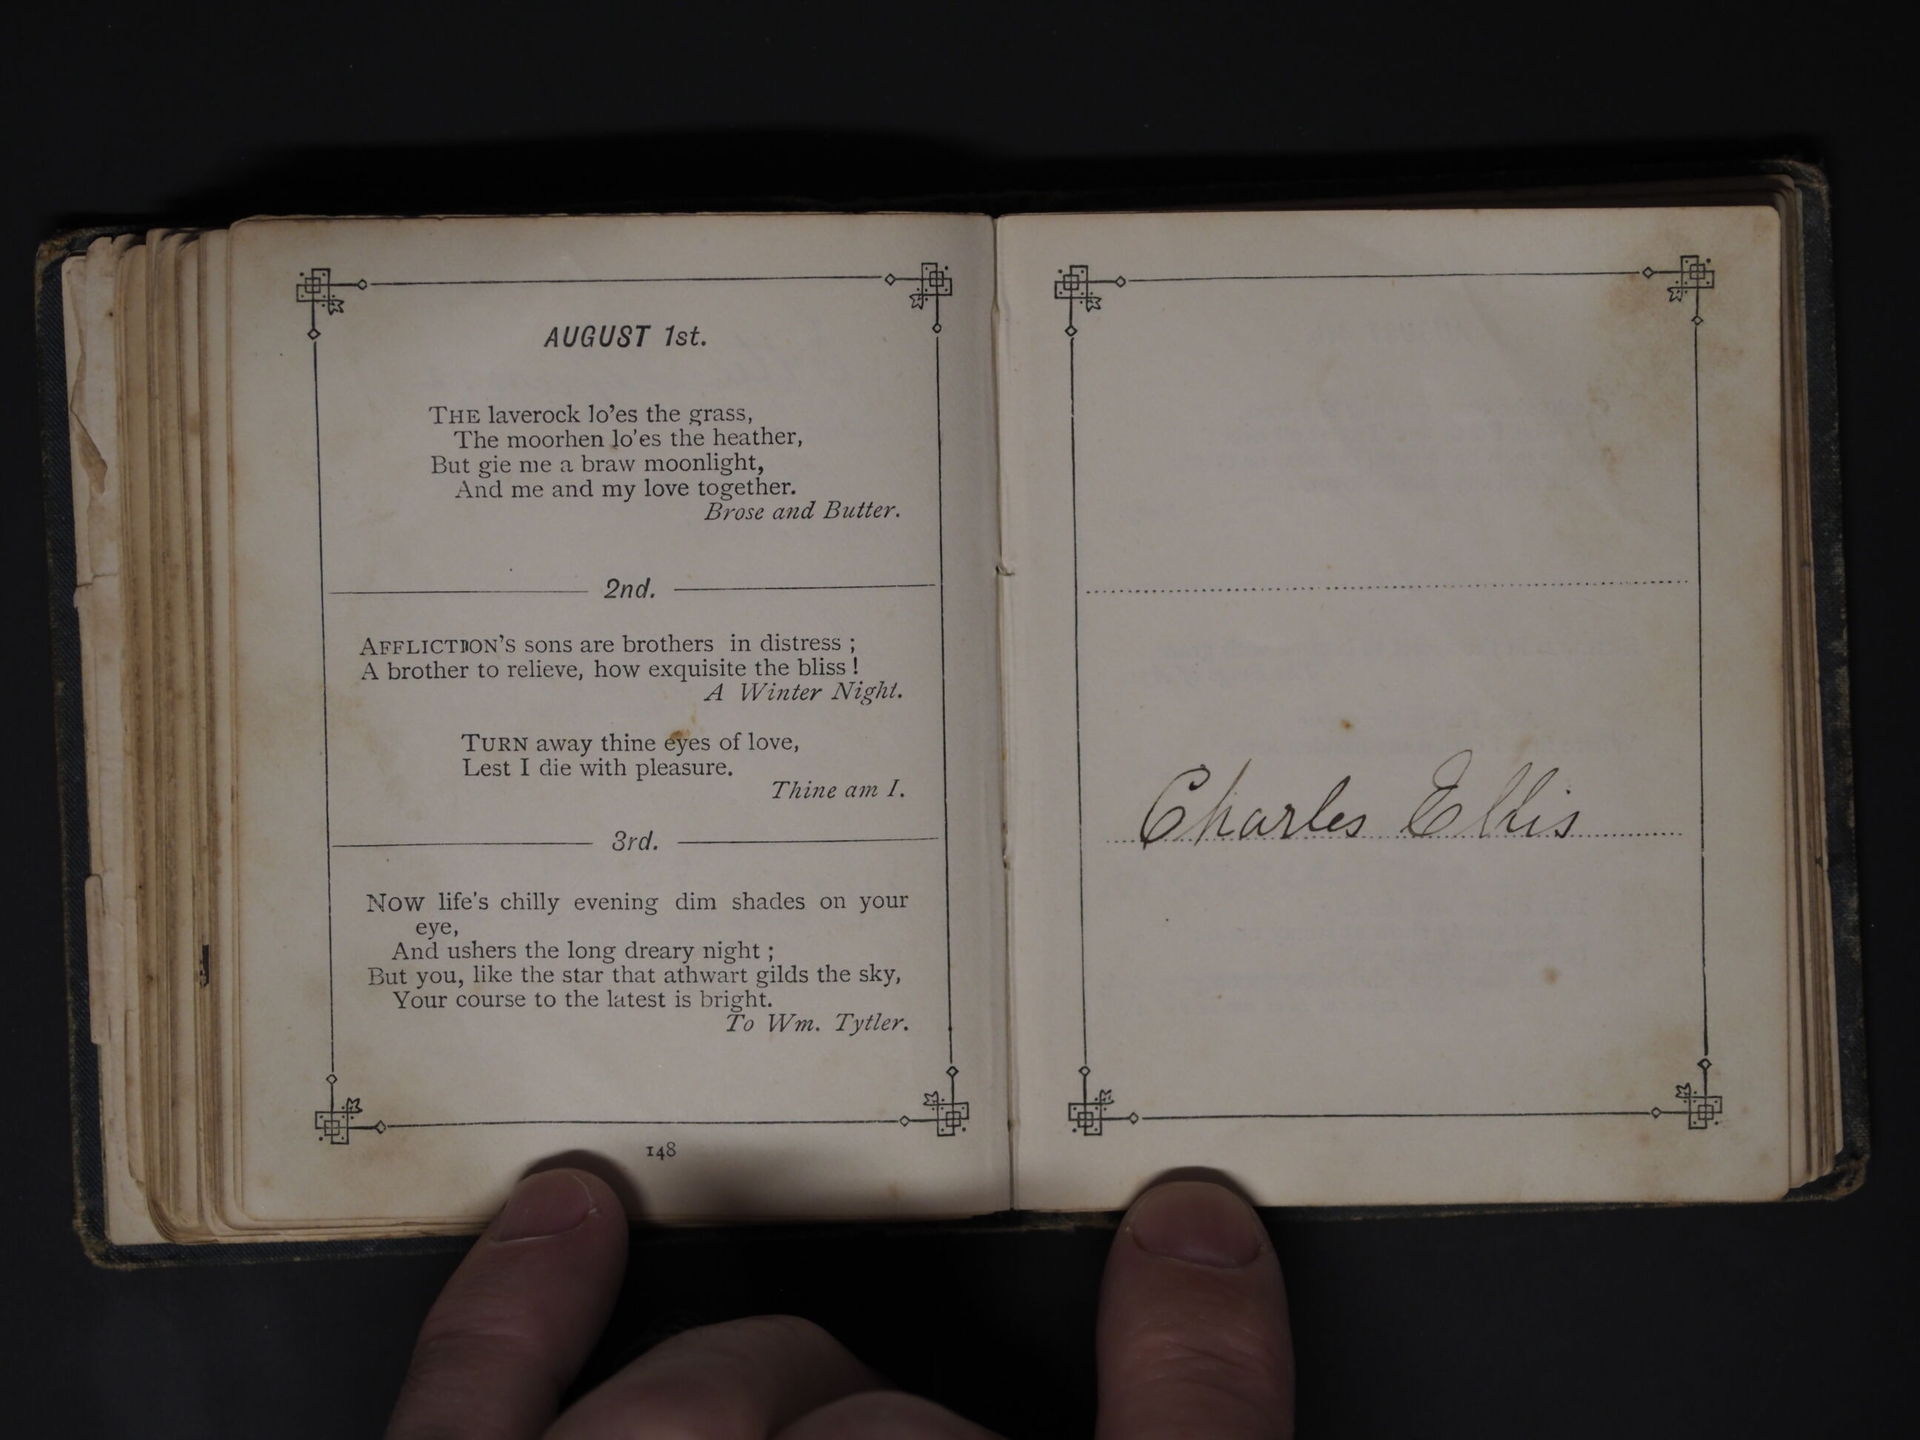 AUGUST 1st.
THE laverock lo'es the grass,
The moorhen lo'es the heather,
But gie me a braw moonlight,
And me and my love together.
Brose and Butter.
2nd.
AFFLICTION'S sons are brothers in distress ;
A brother to relieve, how exquisite the bliss !
A Winter Night.
TURN away thine eyes of love,
Lest I die with pleasure.
Thine am I.
3rd.
NOW life's chilly evening dim shades on your
eye,
And ushers the long dreary night ;
But you, like the star that athwart gilds the sky,
Your course to the latest is bright.
To Wm. Tytler.
148
Charles Ellis